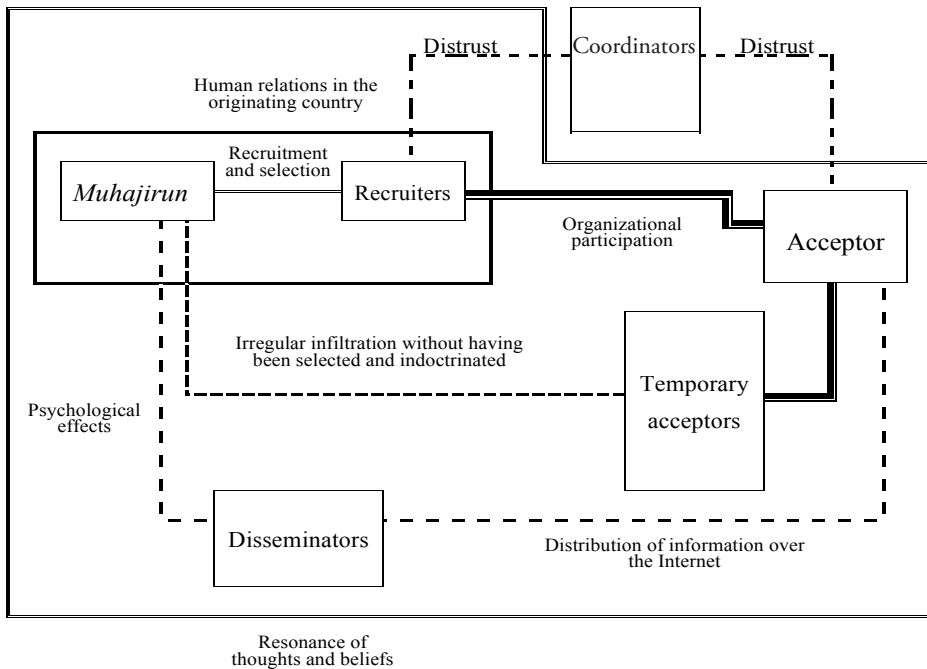 Distrust
Coordinators
Distrust
Human relations in the
originating country
Recruitment
and selection
Muhajirun
Recruiters
Organizational
participation
Acceptor
Irregular infiltration without having
been selected and indoctrinated
Temporary
acceptors
Psychological
effects
Disseminators
Distribution of information over
the Internet
Resonance of
thoughts and beliefs